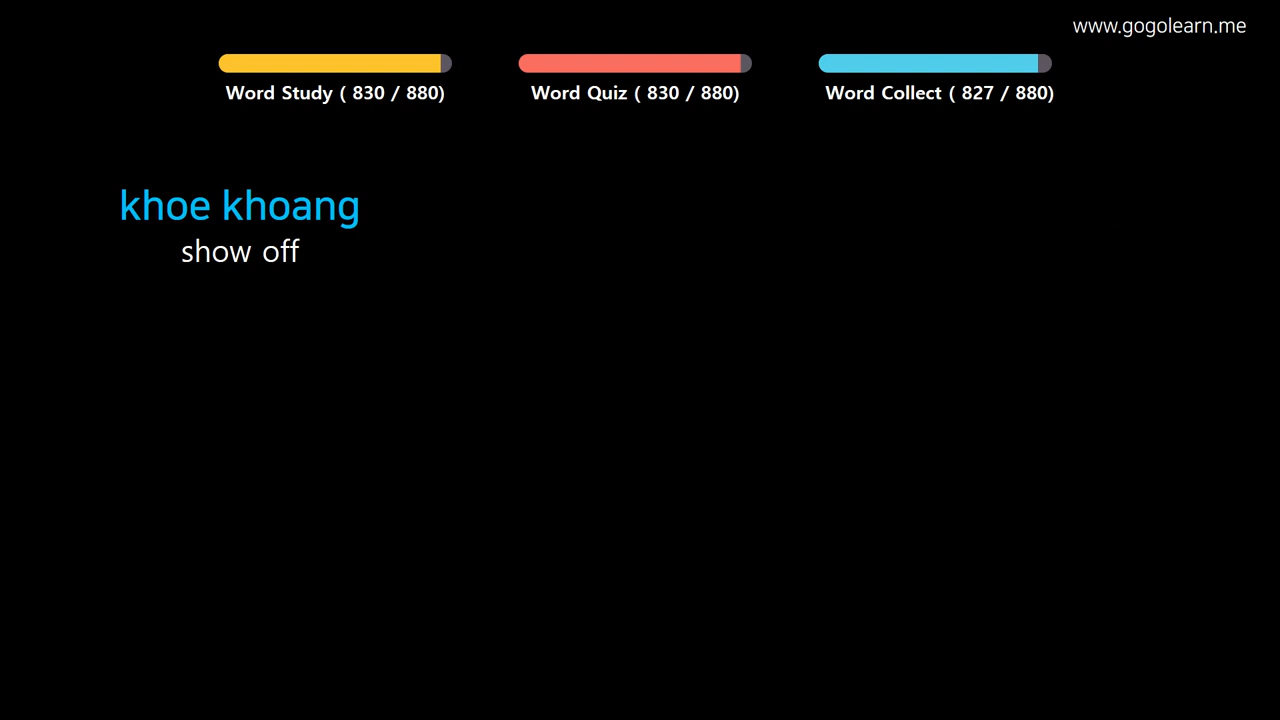 www.gogolearn.me
Word Study ( 830 / 880)
Word Quiz ( 830 / 880)
Word Collect ( 827 / 880)
khoe khoang
show off